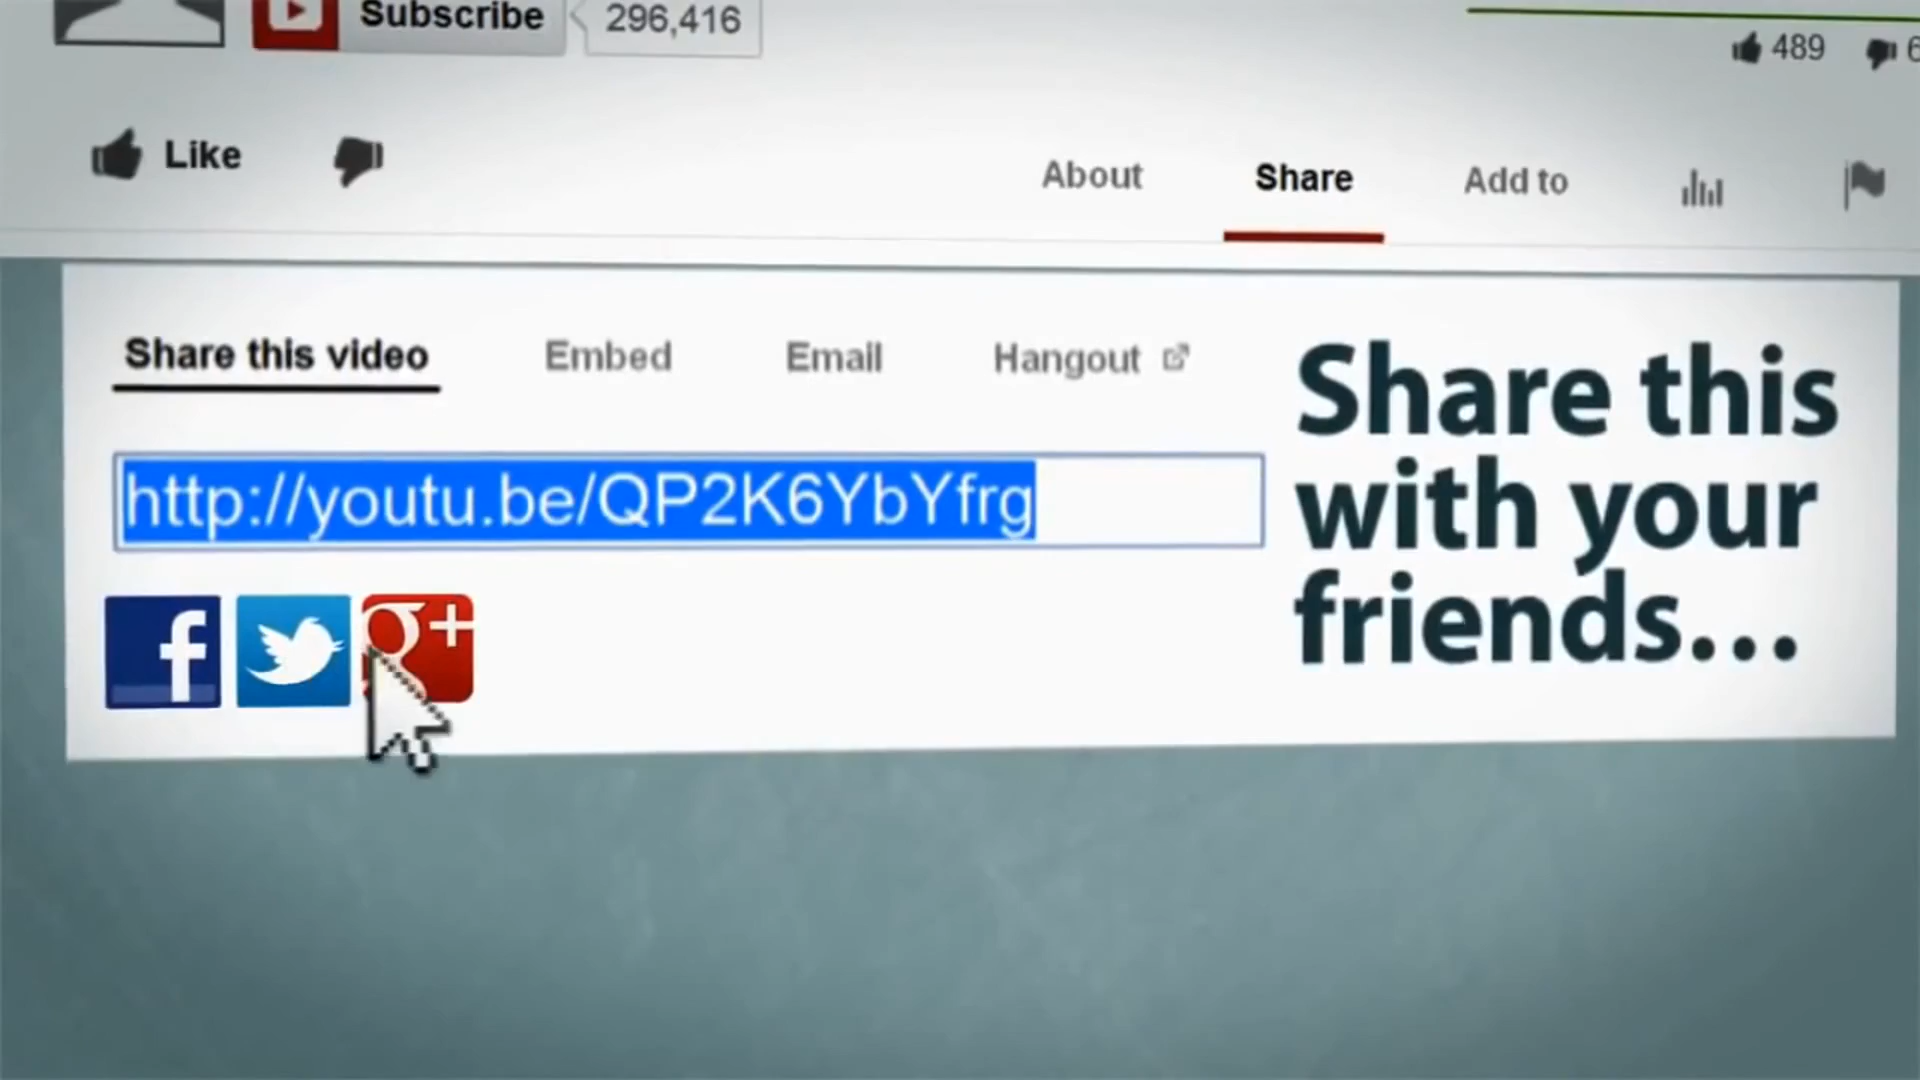 Subscribe 296,416
489
Like
About Share Add to
Share this video Embed Email Hangout
http://youtu.be/QP2K6YbYfrg
Share this
with your
friends...
f g+